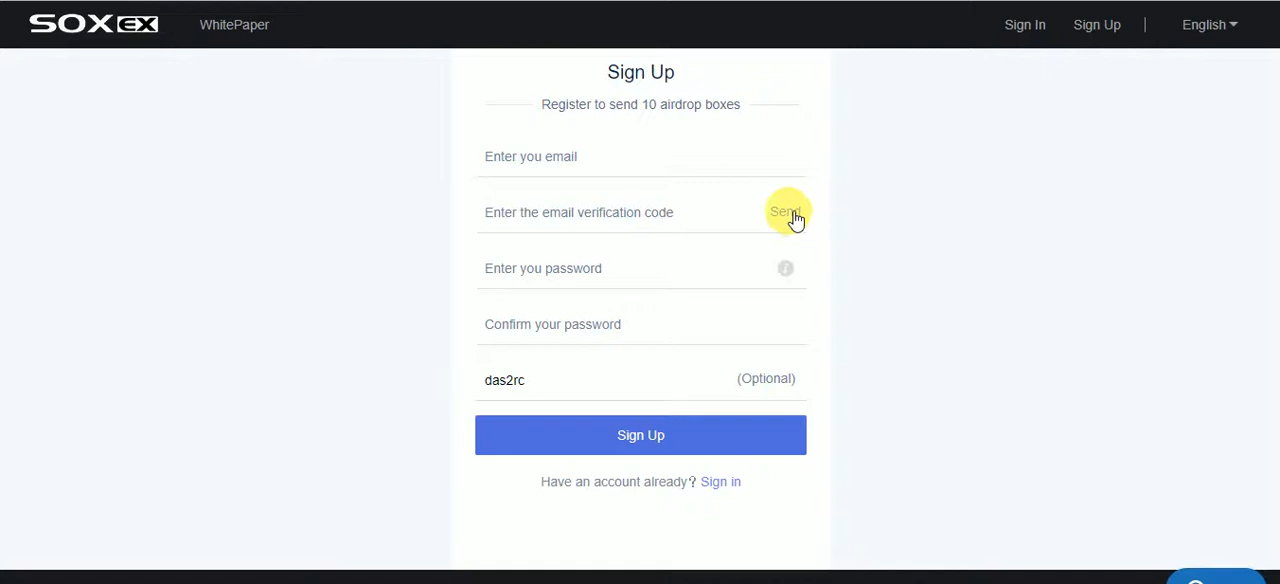 SOXEX WhitePaper Sign In Sign Up | English
Sign Up
Register to send 10 airdrop boxes
Enter you email
Enter the email verification code Send
Enter you password
Confirm your password
das2rc (Optional)
Sign Up
Have an account already? Sign in